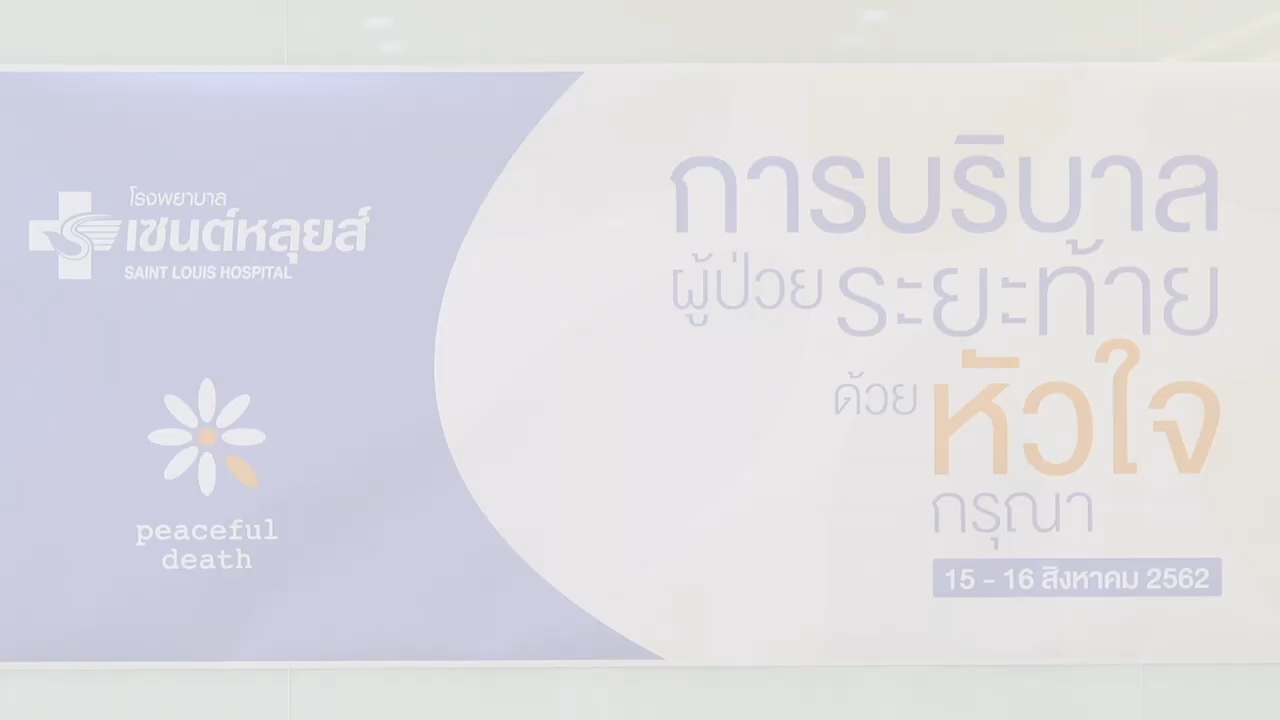 โรงพยาบาล
เซนต์หลุยส์
SAINT LOUIS HOSPITAL
peaceful
death
การบริบาล
ผู้ป่วยระยะท้าย
ด้วยหัวใจ
กรุณา
15 - 16 สิงหาคม 2562